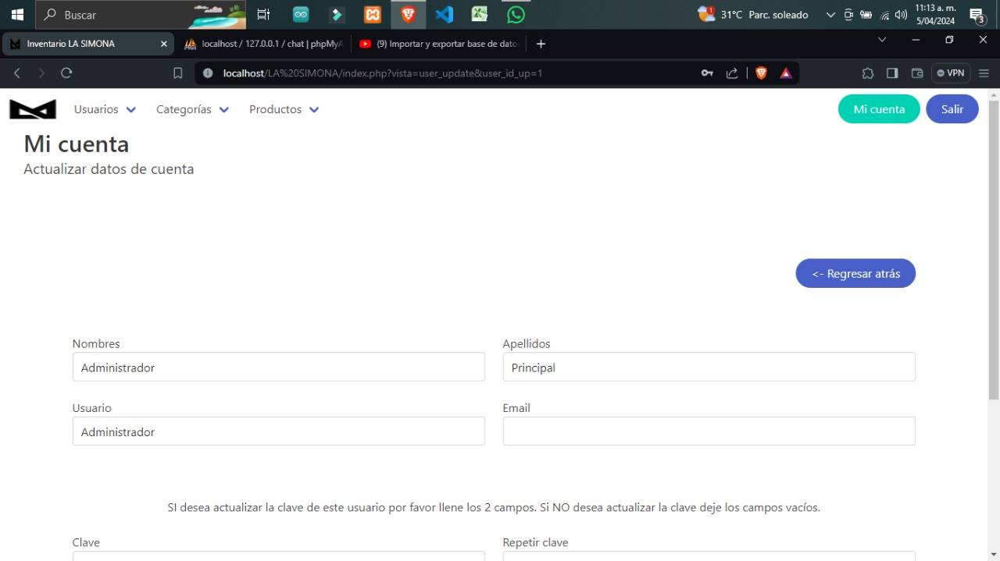 Buscar
31°C Parc. soleado
11:13 a. m.
5/04/2024
3
1
Inventario LA SIMONA
localhost / 127.0.0.1 / chat | phpMyA
(9) Importar y exportar base de dato
localhost/LA%20SIMONA/index.php?vista=user_update&user_id_up=1
VPN
Usuarios
Categorías
Productos
Mi cuenta
Salir
Mi cuenta
Actualizar datos de cuenta
<- Regresar atrás
Nombres
Apellidos
Administrador
Principal
Usuario
Email
Administrador
SI desea actualizar la clave de este usuario por favor llene los 2 campos. Si NO desea actualizar la clave deje los campos vacíos.
Clave
Repetir clave